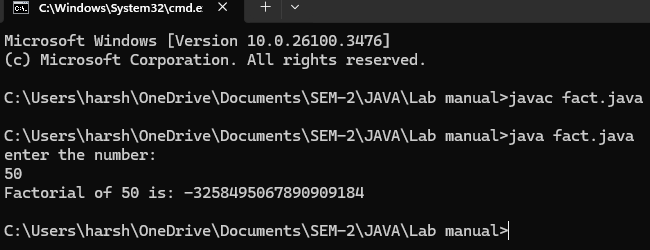 C:\Windows\System32\cmd.e:
Microsoft Windows [Version 10.0.26100.3476]
(c) Microsoft Corporation. All rights reserved.
C:\Users\harsh\OneDrive\Documents\SEM-2\JAVA\Lab manual>javac fact.java
C:\Users\harsh\OneDrive\Documents\SEM-2\JAVA\Lab manual>java fact.java
enter the number:
50
Factorial of 50 is: -3258495067890909184
C:\Users\harsh\OneDrive\Documents\SEM-2\JAVA\Lab manual>